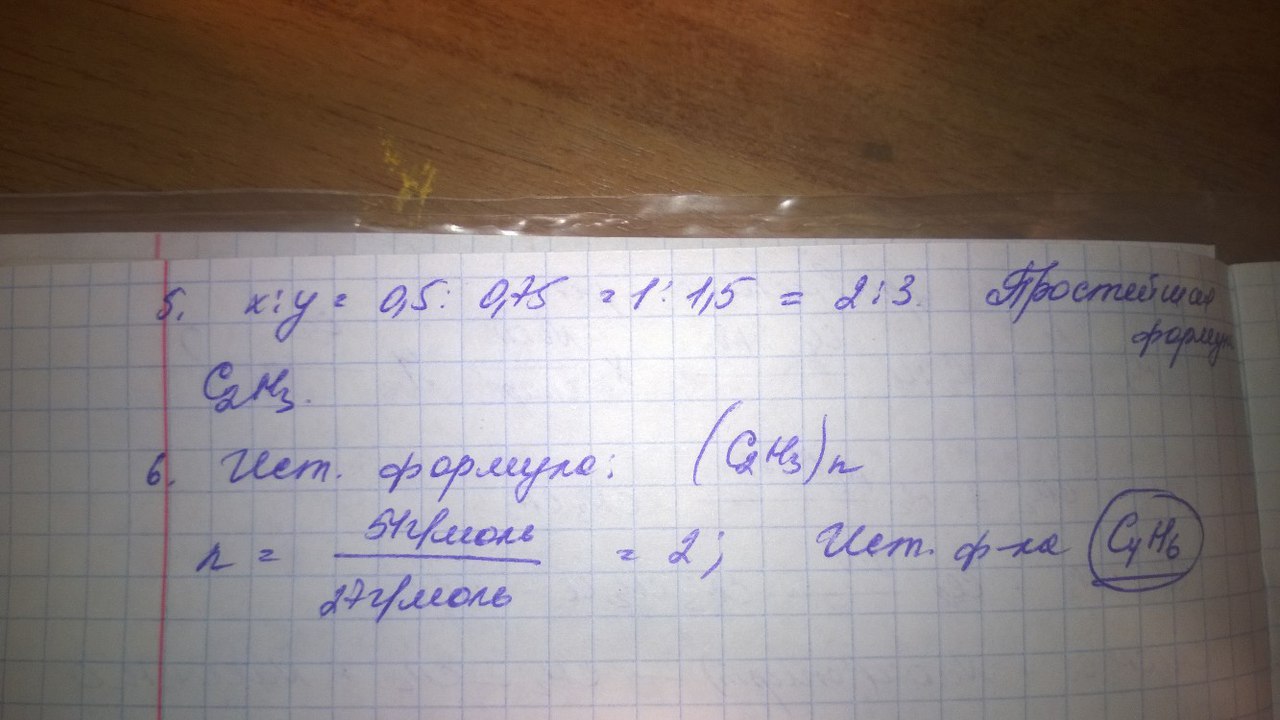 5. x:y = 0,5: 0,75 = 1: 1,5 = 2:3. Простейшая
формула
C₂H₃.
6. Ист. формула: (C₂H₃)n
n = 54г/моль / 27г/моль = 2; Ист. ф-ла C₄H₆